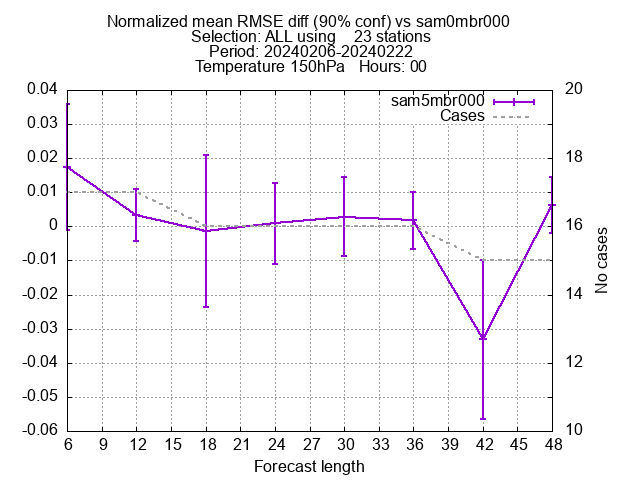 Normalized mean RMSE diff (90% conf) vs sam0mbr000
Selection: ALL using    23 stations
Period: 20240206-20240222
Temperature 150hPa   Hours: 00
sam5mbr000
Cases
0.04
0.03
0.02
0.01
0
-0.01
-0.02
-0.03
-0.04
-0.05
-0.06
20
18
16
14
12
10
No cases
6 9 12 15 18 21 24 27 30 33 36 39 42 45 48
Forecast length